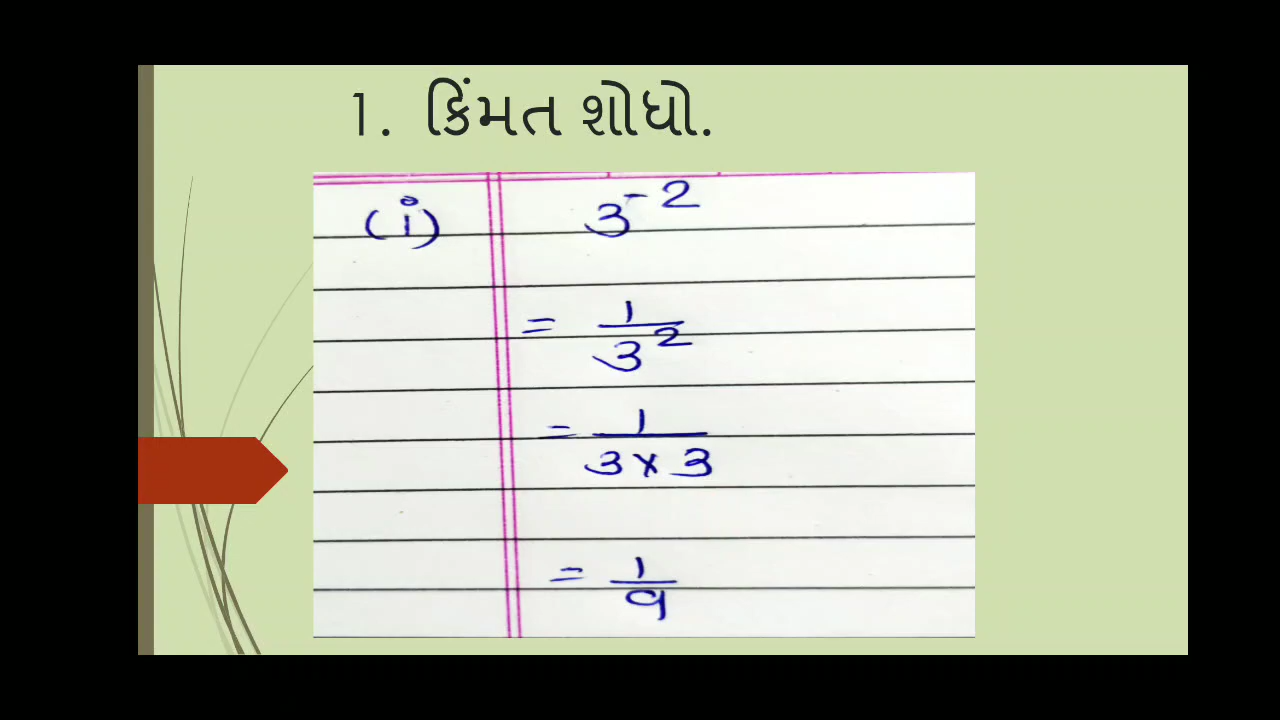 1. કિંમત શોધો.
(i) 3⁻²
= 1/3²
= 1/3×3
= 1/9